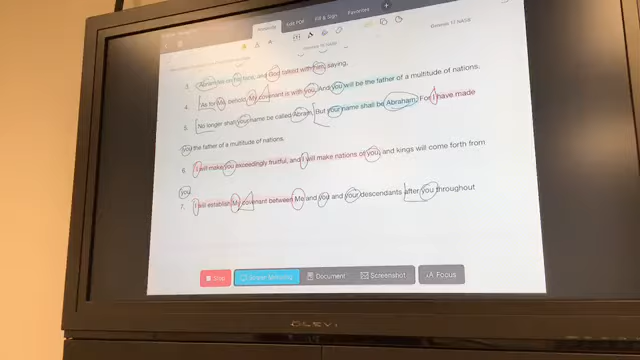 Edit PDF Fill & Sign Favorites
Genesis 17 NASB
3. Abram fell on his face, and God talked with him, saying,
4. "As for Me, behold, My covenant is with you, And you will be the father of a multitude of nations.
5. No longer shall your name be called Abram, But your name shall be Abraham; For I have made
you the father of a multitude of nations.
6. I will make you exceedingly fruitful, and I will make nations of you, and kings will come forth from
you.
7. I will establish My covenant between Me and you and your descendants after you throughout
Stop Document Screenshot AA Focus
OLEVI